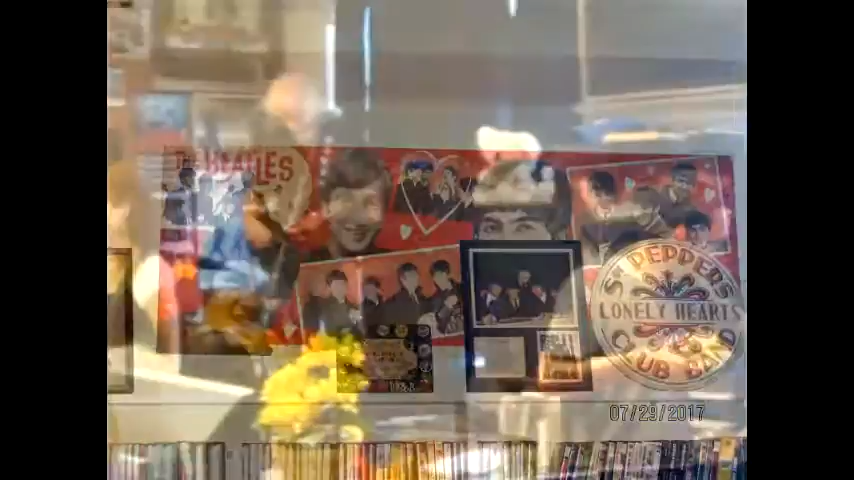 THE BEATLES
SGT PEPPERS
LONELY HEARTS
CLUB BAND
07/29/2017